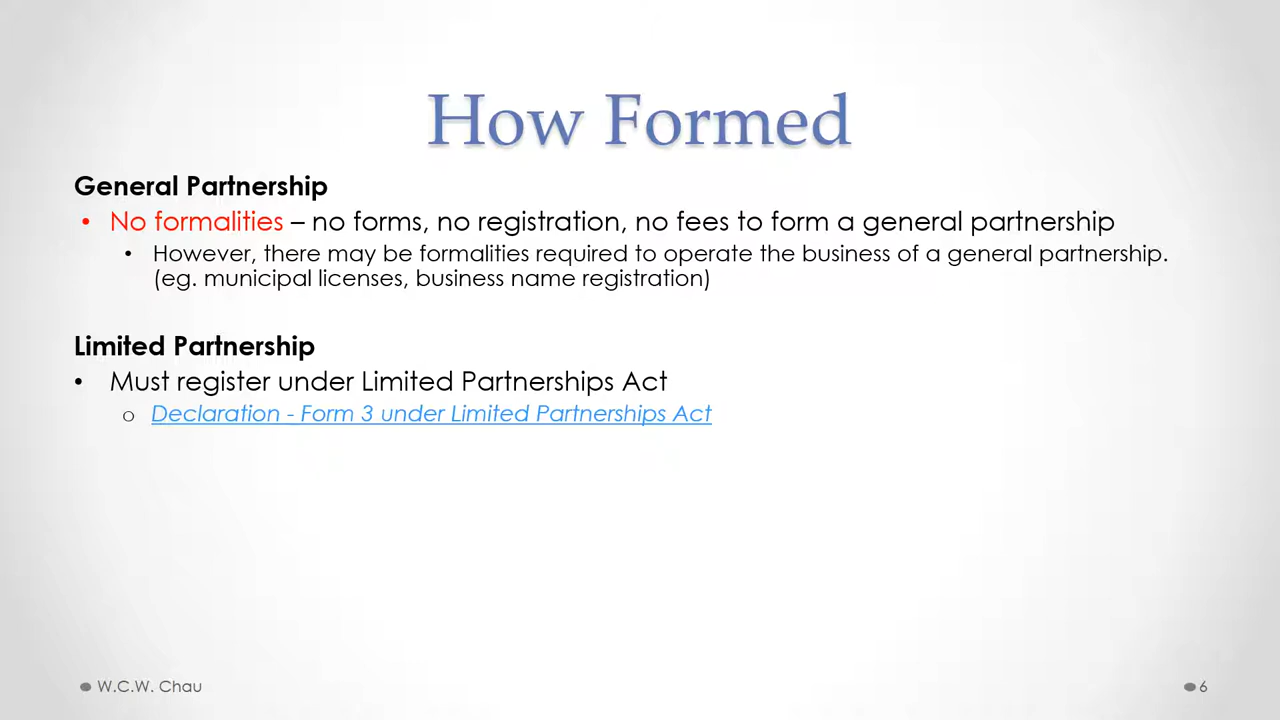 How Formed
General Partnership
• No formalities – no forms, no registration, no fees to form a general partnership
• However, there may be formalities required to operate the business of a general partnership.
(eg. municipal licenses, business name registration)
Limited Partnership
• Must register under Limited Partnerships Act
o Declaration - Form 3 under Limited Partnerships Act
W.C.W. Chau
6